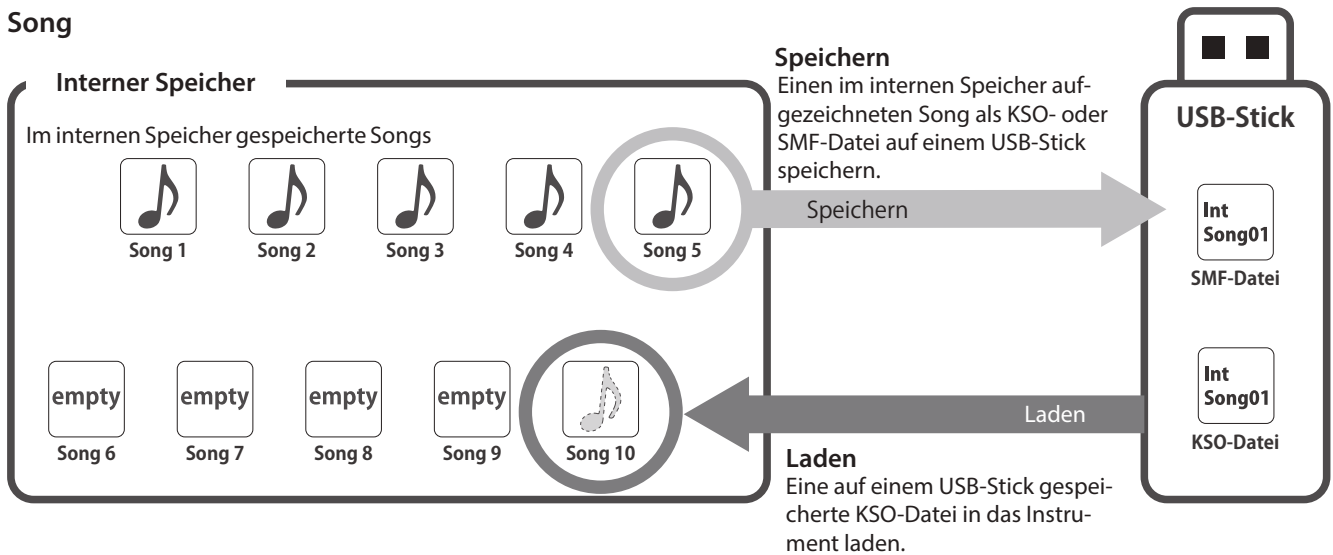 Song
Interner Speicher
Im internen Speicher gespeicherte Songs
Song 1
Song 2
Song 3
Song 4
Song 5
empty
empty
empty
empty
Song 6
Song 7
Song 8
Song 9
Song 10
Speichern
Einen im internen Speicher auf-
gezeichneten Song als KSO- oder
SMF-Datei auf einem USB-Stick
speichern.
Speichern
Laden
Laden
Eine auf einem USB-Stick gespei-
cherte KSO-Datei in das Instru-
ment laden.
USB-Stick
Int
Song01
SMF-Datei
Int
Song01
KSO-Datei